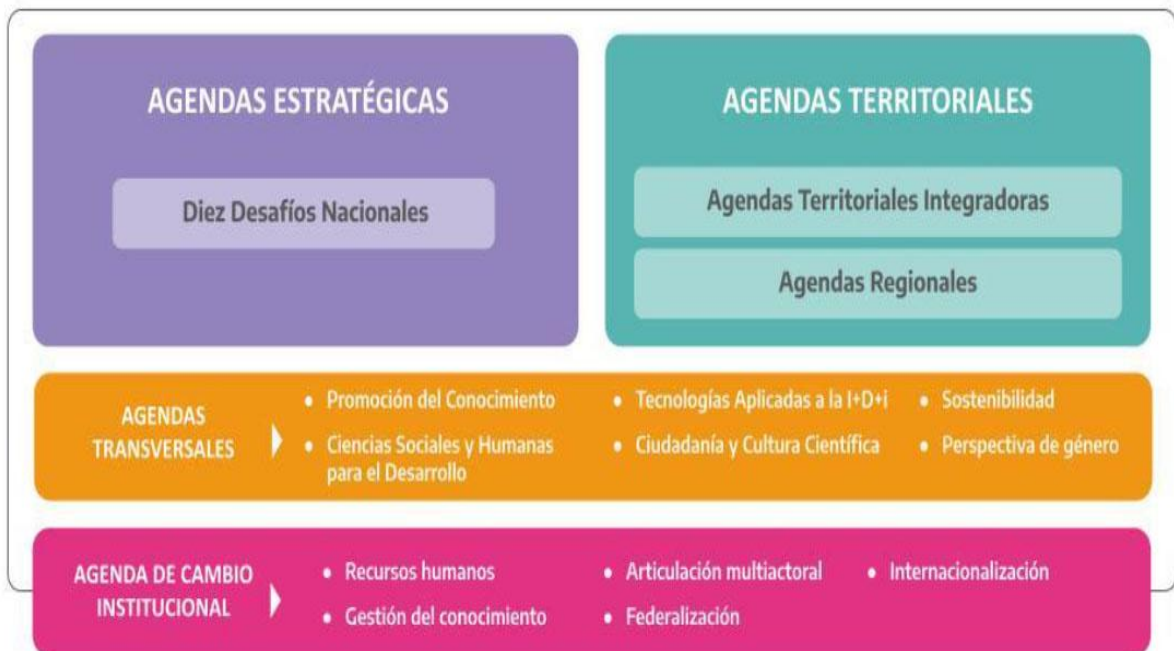 AGENDAS ESTRATÉGICAS
Diez Desafíos Nacionales
AGENDAS TERRITORIALES
Agendas Territoriales Integradoras
Agendas Regionales
AGENDAS
TRANSVERSALES
• Promoción del Conocimiento
• Ciencias Sociales y Humanas
para el Desarrollo
• Tecnologías Aplicadas a la I+D+i
• Ciudadanía y Cultura Científica
• Sostenibilidad
• Perspectiva de género
AGENDA DE CAMBIO
INSTITUCIONAL
• Recursos humanos
• Gestión del conocimiento
• Articulación multiactoral
• Federalización
• Internacionalización